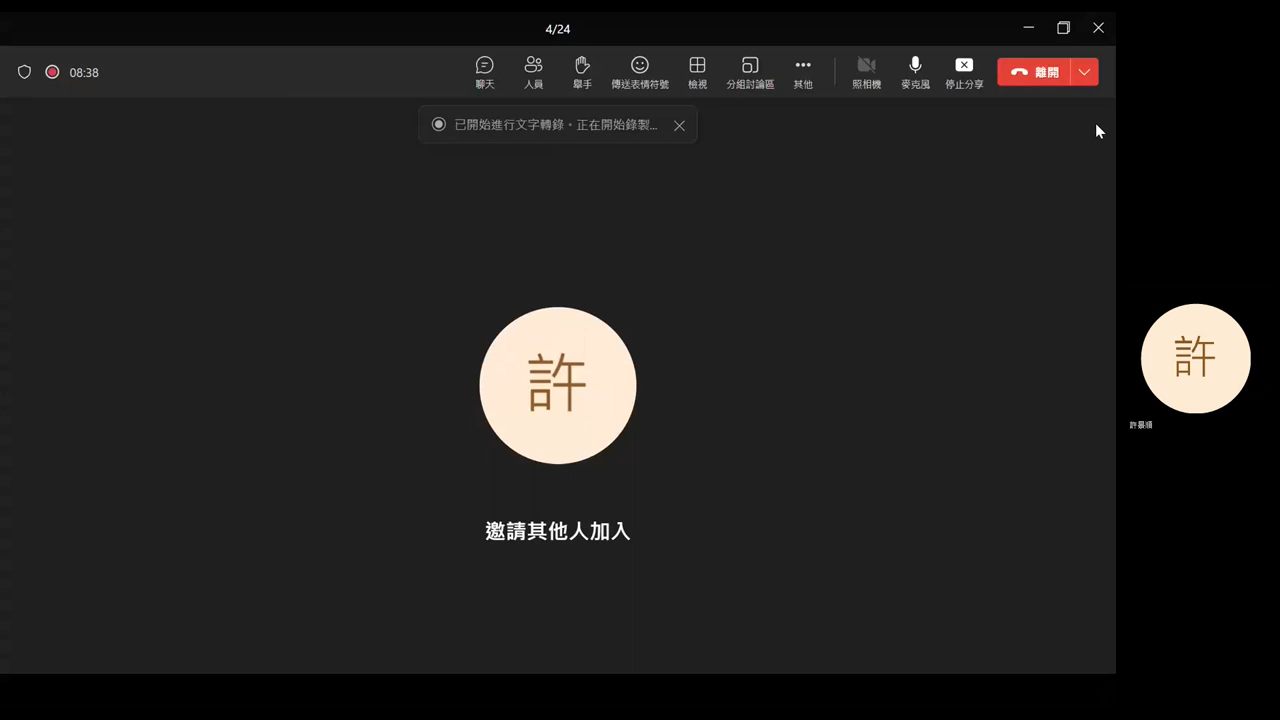 4/24
08:38
聊天
人員
舉手
傳送表情符號
檢視
分組討論區
其他
照相機
麥克風
停止分享
離開
已開始進行文字轉錄。正在開始錄製...
許
許
許景順
邀請其他人加入